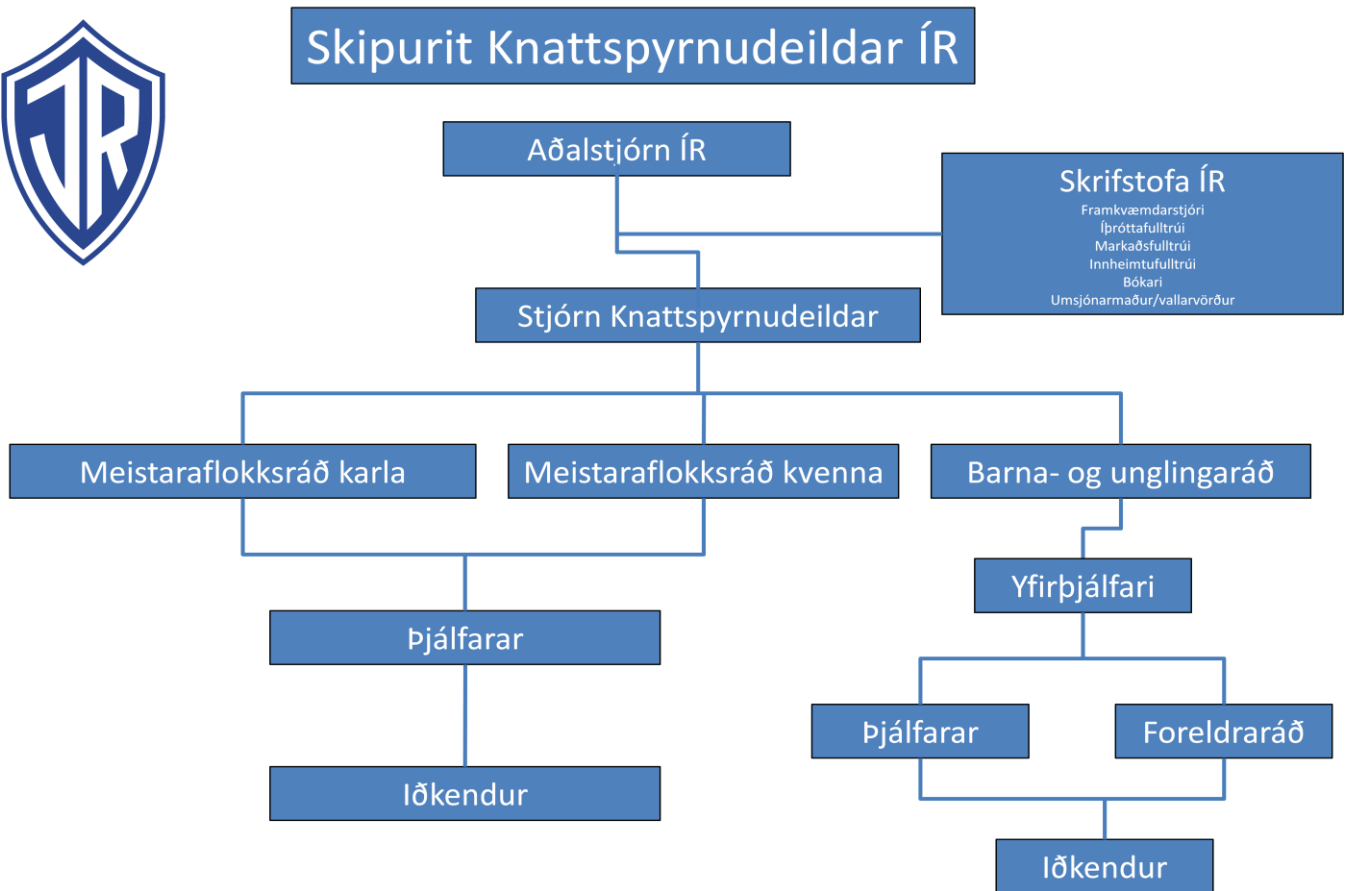 ÍR
Skipurit Knattspyrnudeildar ÍR
Aðalstjórn ÍR
Skrifstofa ÍR
Framkvæmdarstjóri
Íþróttafulltrúi
Markaðsfulltrúi
Innheimtufulltrúi
Bókari
Umsjónarmaður/vallarvörður
Stjórn Knattspyrnudeildar
Meistaraflokksráð karla
Meistaraflokksráð kvenna
Barna- og unglingaráð
Yfirþjálfari
Þjálfarar
Þjálfarar
Foreldraráð
Iðkendur
Iðkendur